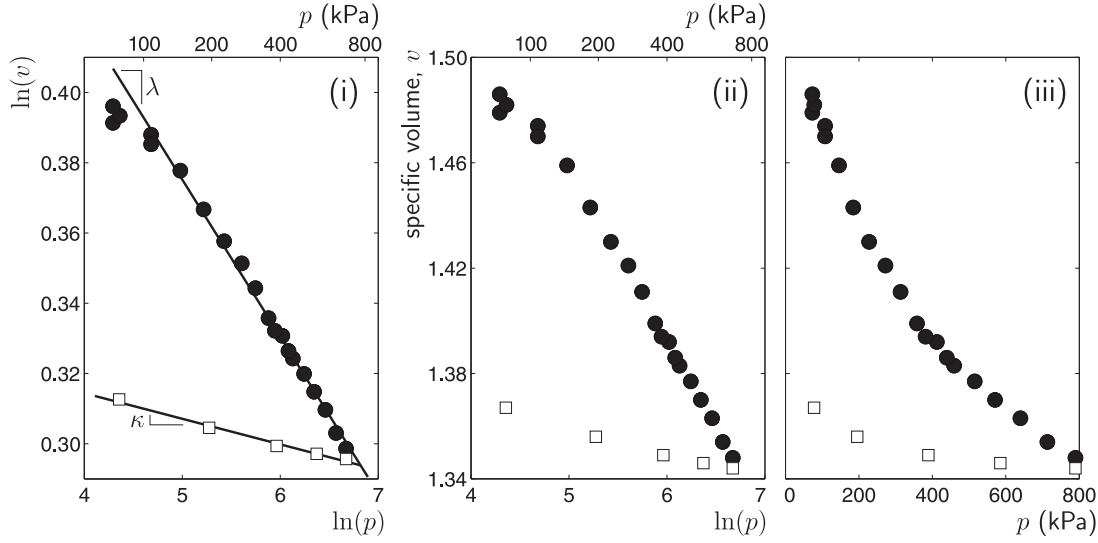 p (kPa)
100 200 400 800
ln(v)
0.40
0.38
0.36
0.34
0.32
0.30
λ
(i)
κ
4 5 6 7
ln(p)
p (kPa)
100 200 400 800
specific volume, v
1.50
1.46
1.42
1.38
1.34
(ii)
4 5 6 7
ln(p)
(iii)
0 200 400 600 800
p (kPa)